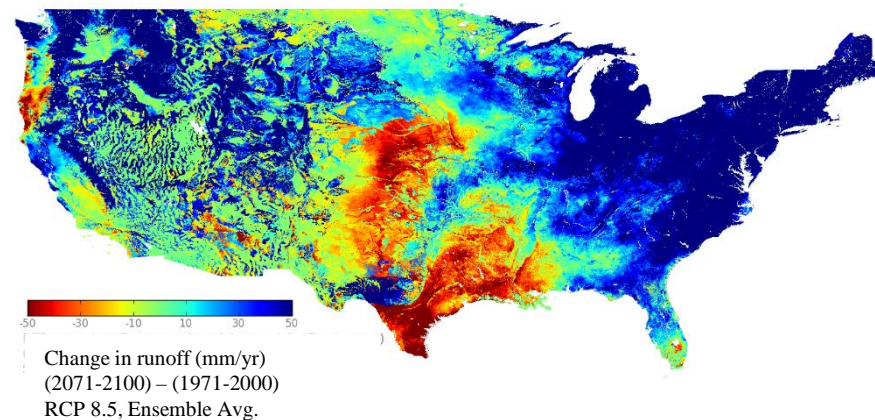 -50 -30 -10 10 30 50
Change in runoff (mm/yr)
(2071-2100) – (1971-2000)
RCP 8.5, Ensemble Avg.